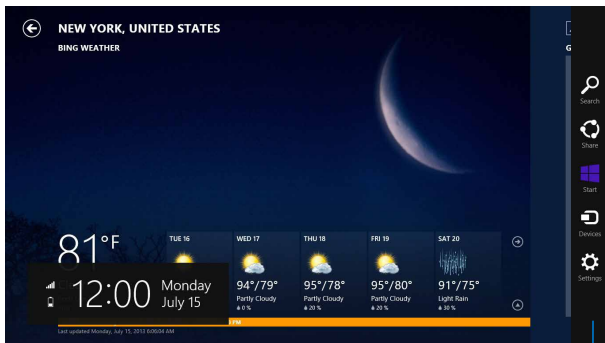 NEW YORK, UNITED STATES
BING WEATHER
G
Search
Share
Start
Devices
Settings
81°F
TUE 16
WED 17
94°/79°
Partly Cloudy
0 %
THU 18
95°/78°
Partly Cloudy
20 %
FRI 19
95°/80°
Partly Cloudy
20 %
SAT 20
91°/75°
Light Rain
30 %
12:00
Monday
July 15
PM
Last updated Monday, July 15, 2013 8:06:04 AM